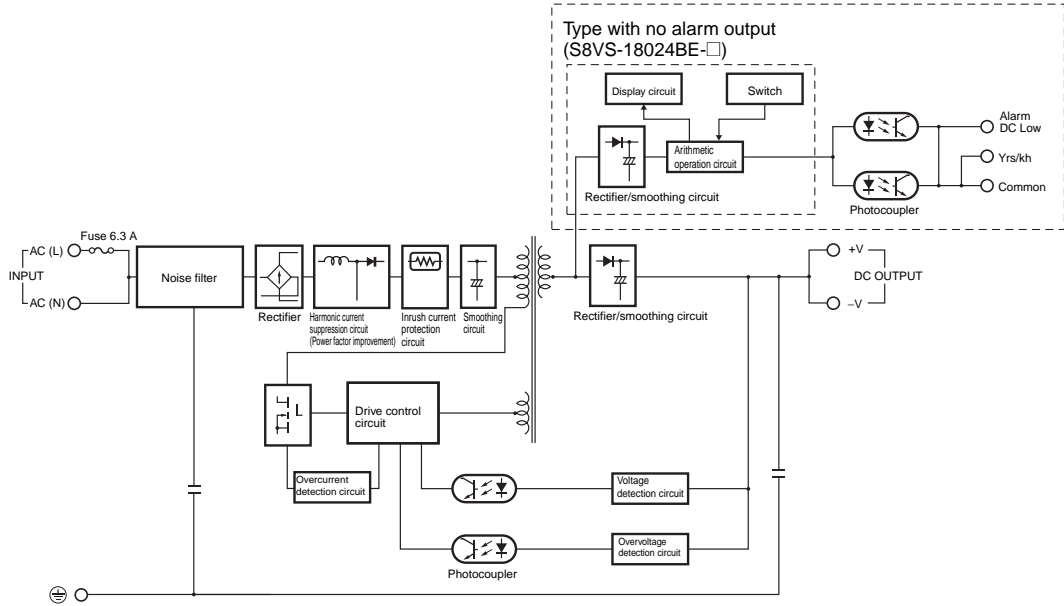 Type with no alarm output
(S8VS-18024BE-□)
Display circuit
Switch
Arithmetic
operation circuit
Rectifier/smoothing circuit
Photocoupler
Alarm
DC Low
Yrs/kh
Common
Fuse 6.3 A
AC (L)
INPUT
AC (N)
Noise filter
Rectifier
Harmonic current
suppression circuit
(Power factor improvement)
Inrush current
protection
circuit
Smoothing
circuit
Rectifier/smoothing circuit
+V
DC OUTPUT
−V
Drive control
circuit
Overcurrent
detection circuit
Voltage
detection circuit
Overvoltage
detection circuit
Photocoupler